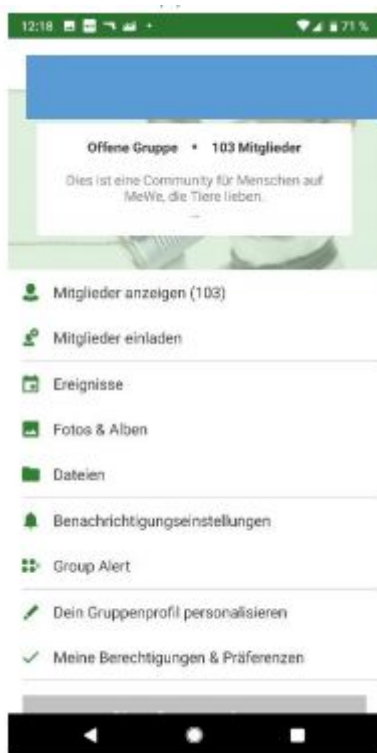 12:18
71 %
Offene Gruppe • 103 Mitglieder
Dies ist eine Community für Menschen auf
MeWe, die Tiere lieben.
...
Mitglieder anzeigen (103)
Mitglieder einladen
Ereignisse
Fotos & Alben
Dateien
Benachrichtigungseinstellungen
Group Alert
Dein Gruppenprofil personalisieren
Meine Berechtigungen & Präferenzen